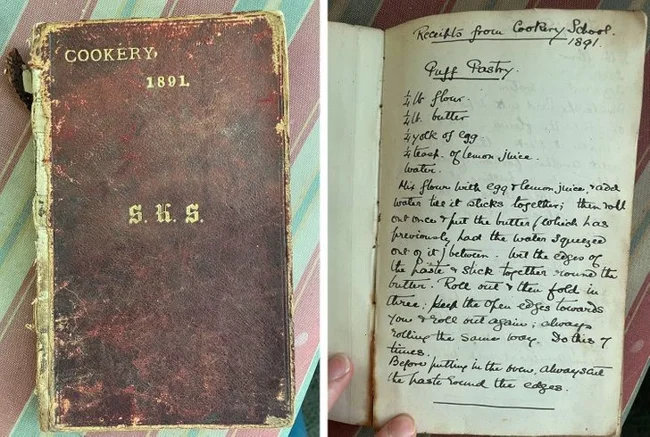 COOKERY,
1891.
S.H.S.
Receipts from Cookery School.
1891.
Puff Pastry.
¼ lb flour.
¼ lb. butter
¼ yolk of egg.
¼ teasp. of lemon juice.
water.
Mix flour with egg & lemon juice, & add
water till it sticks together; then roll
out once & put the butter (which has
previously had the water squeezed
out of it) between. Wet the edges of
the paste & stick together round the
butter. Roll out & then fold in
three; keep the open edges towards
you & roll out again; always
rolling the same way. Do this 7
times.
Before putting in the oven, always cut
the paste round the edges.